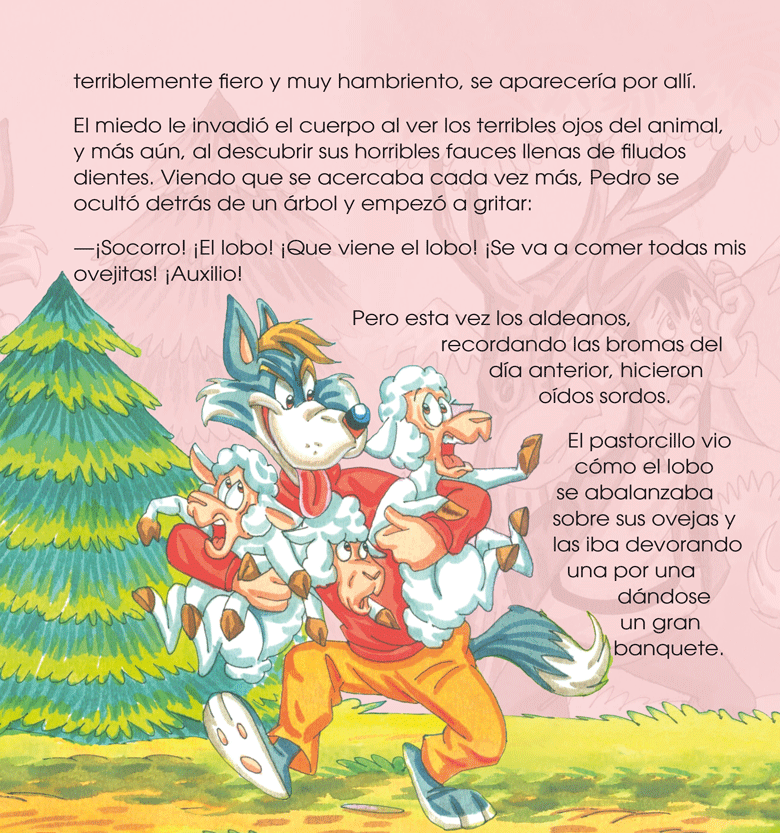 terriblemente fiero y muy hambriento, se aparecería por allí.
El miedo le invadió el cuerpo al ver los terribles ojos del animal,
y más aún, al descubrir sus horribles fauces llenas de filudos
dientes. Viendo que se acercaba cada vez más, Pedro se
ocultó detrás de un árbol y empezó a gritar:
—¡Socorro! ¡El lobo! ¡Que viene el lobo! ¡Se va a comer todas mis
ovejitas! ¡Auxilio!
Pero esta vez los aldeanos,
recordando las bromas del
día anterior, hicieron
oídos sordos.
El pastorcillo vio
cómo el lobo
se abalanzaba
sobre sus ovejas y
las iba devorando
una por una
dándose
un gran
banquete.